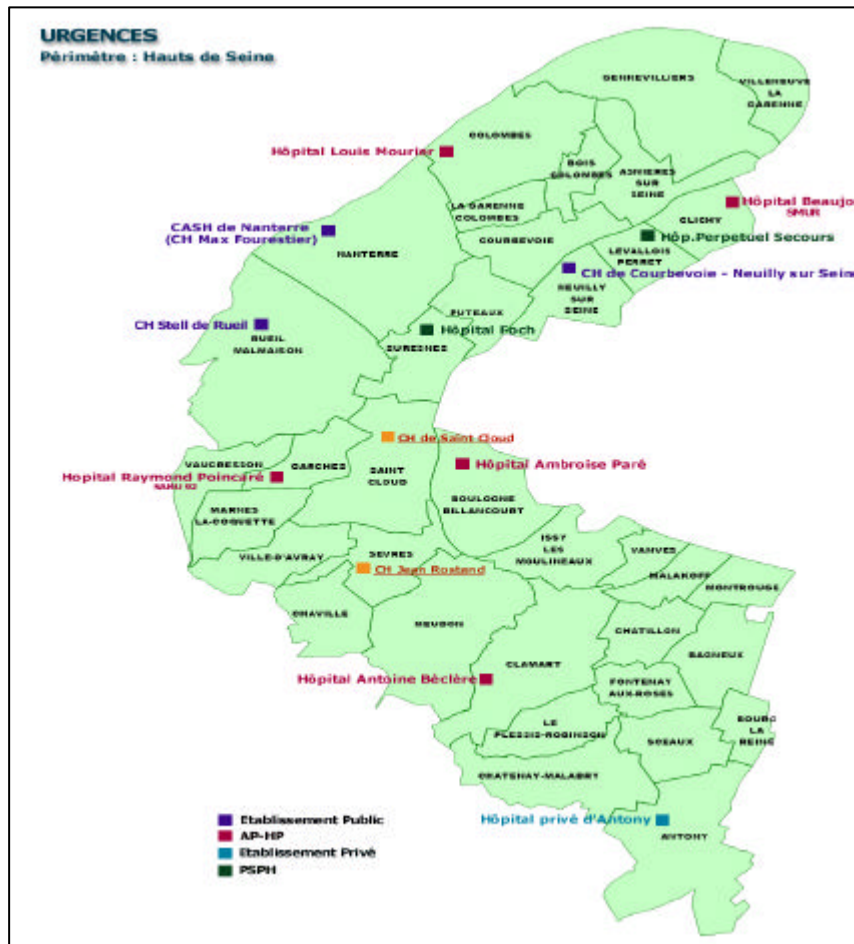 URGENCES
Périmètre : Hauts de Seine
GENNEVILLIERS
VILLENEUVE
LA
GARENNE
COLOMBES
Hôpital Louis Mourier
BOIS
COLOMBES
ASNIERES
SUR
SEINE
LA GARENNE
COLOMBES
CLICHY
Hôpital Beaujo
SMUR
CASH de Nanterre
(CH Max Fourestier)
NANTERRE
COURBEVOIE
Hôp.Perpetuel Secours
LEVALLOIS
PERRET
CH de Courbevoie - Neuilly sur Sein
NEUILLY
SUR
SEINE
PUTEAUX
CH Stell de Rueil
RUEIL
MALMAISON
Hôpital Foch
SURESNES
CH de Saint Cloud
VAUCRESSON
GARCHES
SAINT
CLOUD
Hôpital Ambroise Paré
Hopital Raymond Poincaré
BOULOGNE
BILLANCOURT
MARNES
LA-COQUETTE
ISSY
LES
MOULINEAUX
VANVES
MALAKOFF
MONTROUGE
VILLE-D'AVRAY
SEVRES
CH Jean Rostand
CHAVILLE
MEUDON
CHATILLON
BAGNEUX
CLAMART
Hôpital Antoine Bèclère
FONTENAY
AUX-ROSES
LE
PLESSIS-ROBINSON
SCEAUX
BOURG
LA
REINE
CHATENAY-MALABRY
Hôpital privé d'Antony
ANTONY
Etablissement Public
AP-HP
Etablissement Privé
PSPH